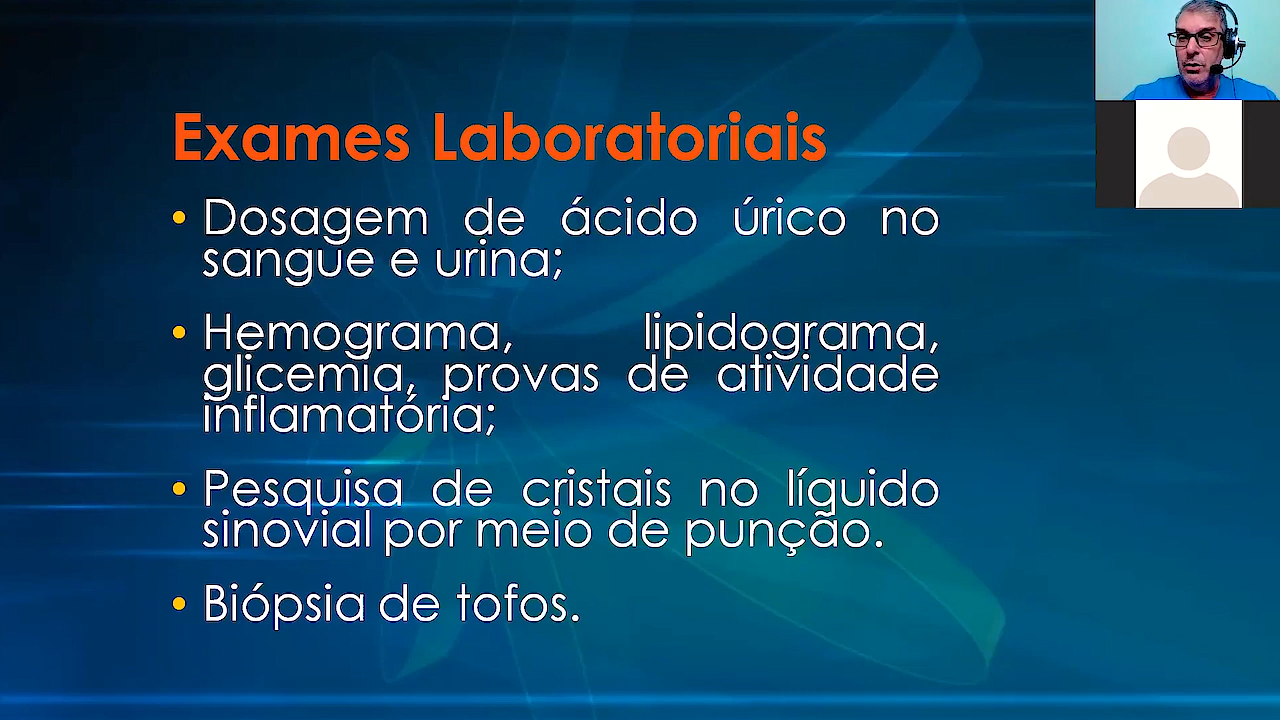 Exames Laboratoriais
• Dosagem de ácido úrico no
sangue e urina;
• Hemograma, lipidograma,
glicemia, provas de atividade
inflamatória;
• Pesquisa de cristais no líquido
sinovial por meio de punção.
• Biópsia de tofos.